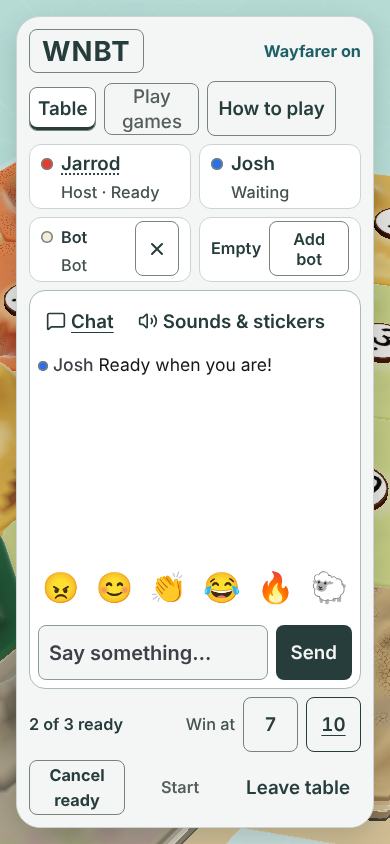 WNBT
Wayfarer on
Table
Play
games
How to play
Jarrod
Host · Ready
Josh
Waiting
Bot
Bot
Empty
Add
bot
Chat
Sounds & stickers
Josh Ready when you are!
Say something...
Send
2 of 3 ready
Win at
7
10
Cancel
ready
Start
Leave table